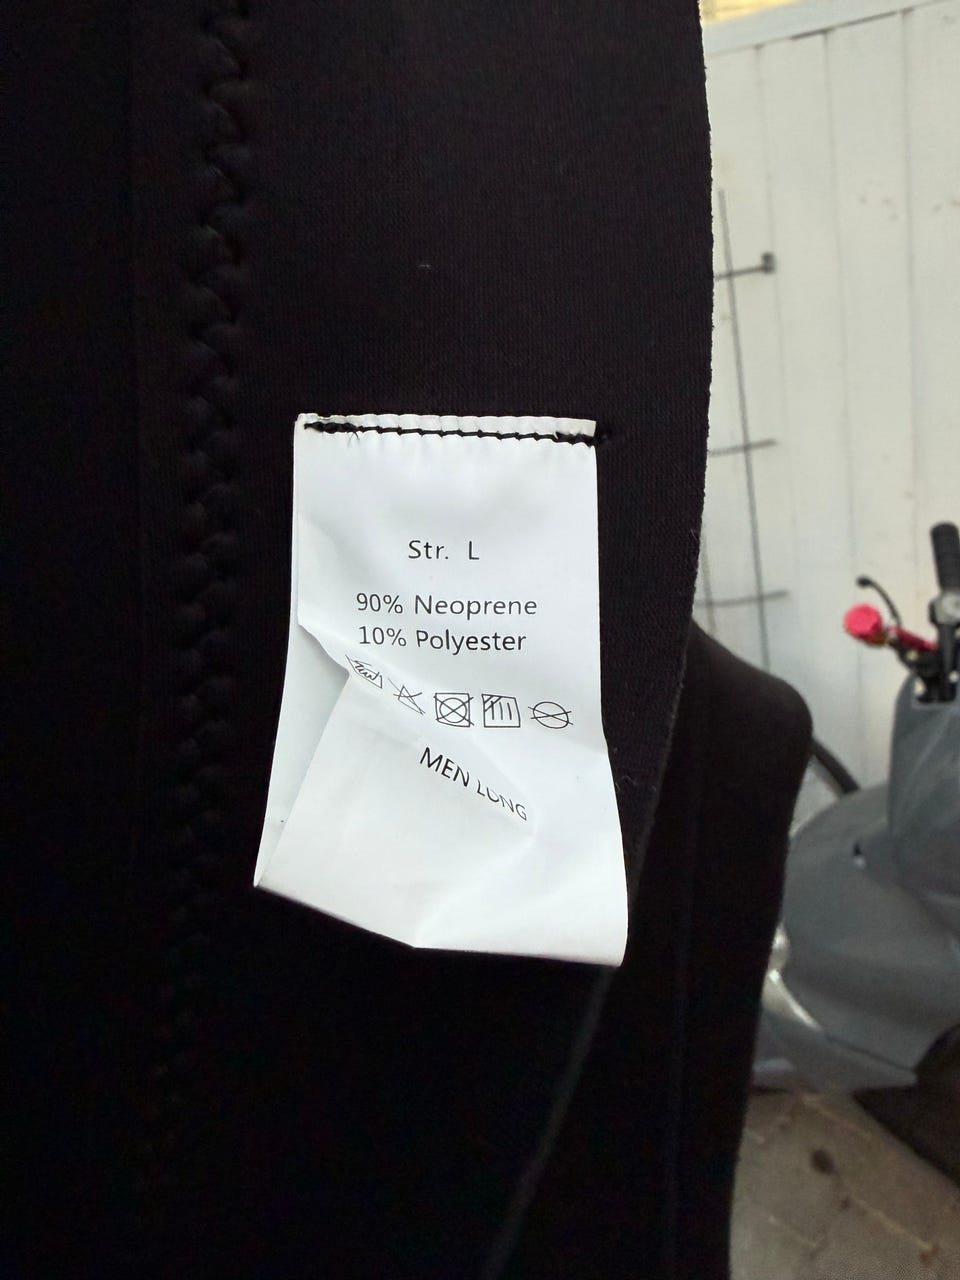 Str. L
90% Neoprene
10% Polyester
MEN LONG